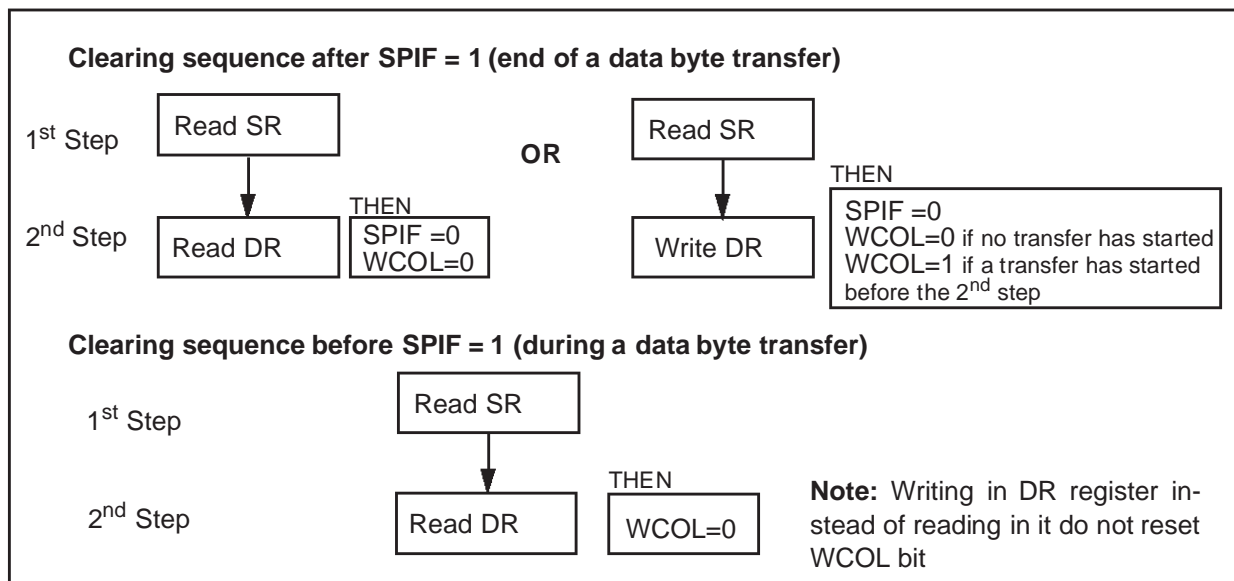 Clearing sequence after SPIF = 1 (end of a data byte transfer)
1st Step
Read SR
OR
Read SR
THEN
2nd Step
Read DR
THEN
SPIF =0
WCOL=0
Write DR
SPIF =0
WCOL=0 if no transfer has started
WCOL=1 if a transfer has started
before the 2nd step
Clearing sequence before SPIF = 1 (during a data byte transfer)
1st Step
Read SR
2nd Step
Read DR
THEN
WCOL=0
Note: Writing in DR register in-
stead of reading in it do not reset
WCOL bit